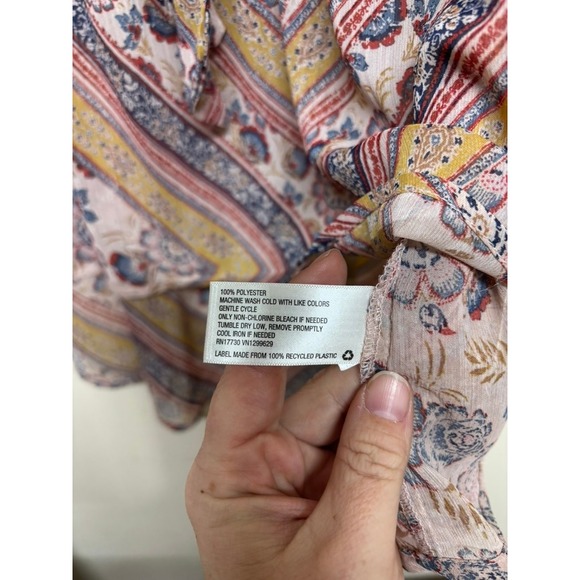 100% POLYESTER
MACHINE WASH COLD WITH LIKE COLORS
GENTLE CYCLE
ONLY NON-CHLORINE BLEACH IF NEEDED
TUMBLE DRY LOW, REMOVE PROMPTLY
COOL IRON IF NEEDED
RN17730 VN1299629
LABEL MADE FROM 100% RECYCLED PLASTIC